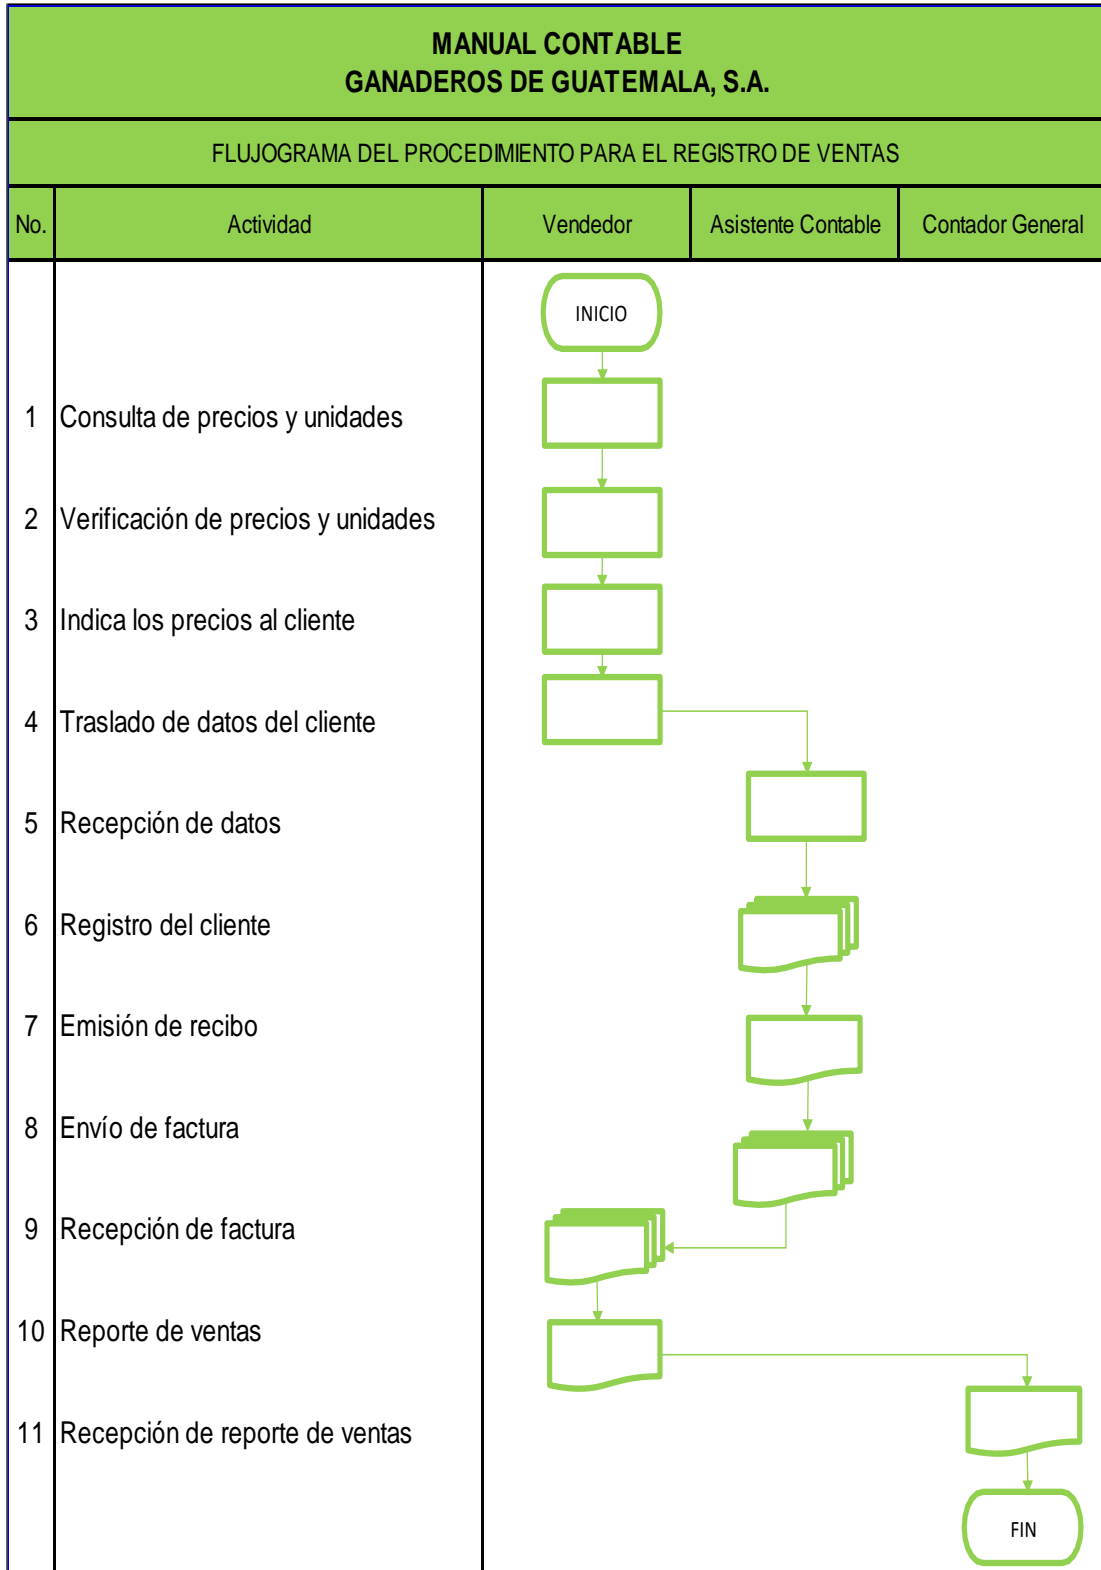 MANUAL CONTABLE
GANADEROS DE GUATEMALA, S.A.
FLUJOGRAMA DEL PROCEDIMIENTO PARA EL REGISTRO DE VENTAS
No. Actividad Vendedor Asistente Contable Contador General
INICIO
1 Consulta de precios y unidades
2 Verificación de precios y unidades
3 Indica los precios al cliente
4 Traslado de datos del cliente
5 Recepción de datos
6 Registro del cliente
7 Emisión de recibo
8 Envío de factura
9 Recepción de factura
10 Reporte de ventas
11 Recepción de reporte de ventas
FIN